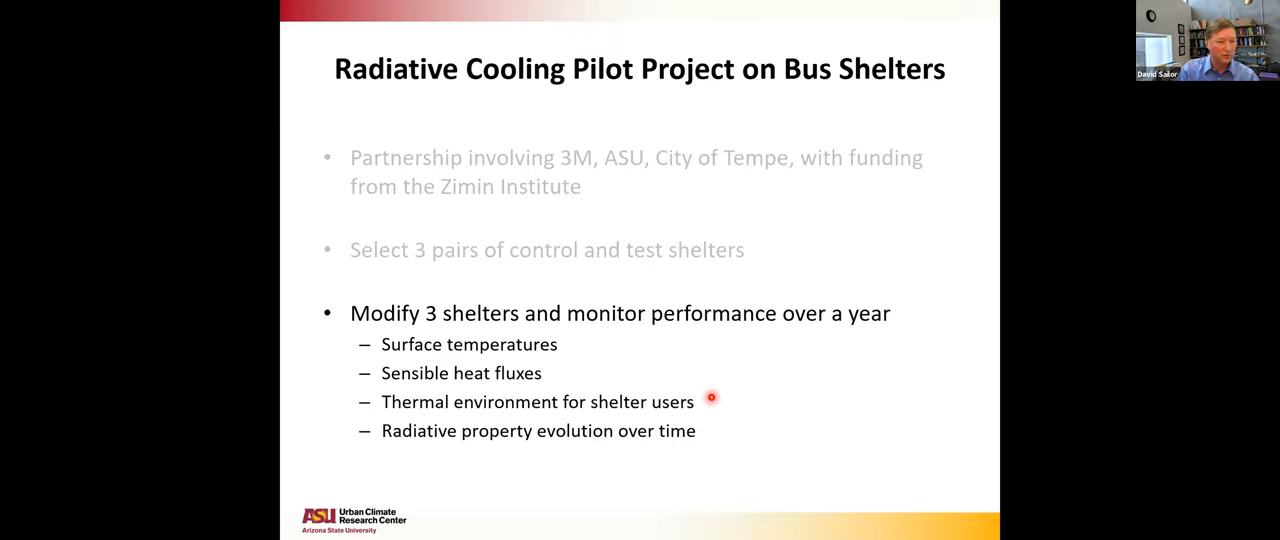 Radiative Cooling Pilot Project on Bus Shelters
• Partnership involving 3M, ASU, City of Tempe, with funding
from the Zimin Institute
• Select 3 pairs of control and test shelters
• Modify 3 shelters and monitor performance over a year
– Surface temperatures
– Sensible heat fluxes
– Thermal environment for shelter users
– Radiative property evolution over time
ASU Urban Climate
Research Center
Arizona State University
David Sailor